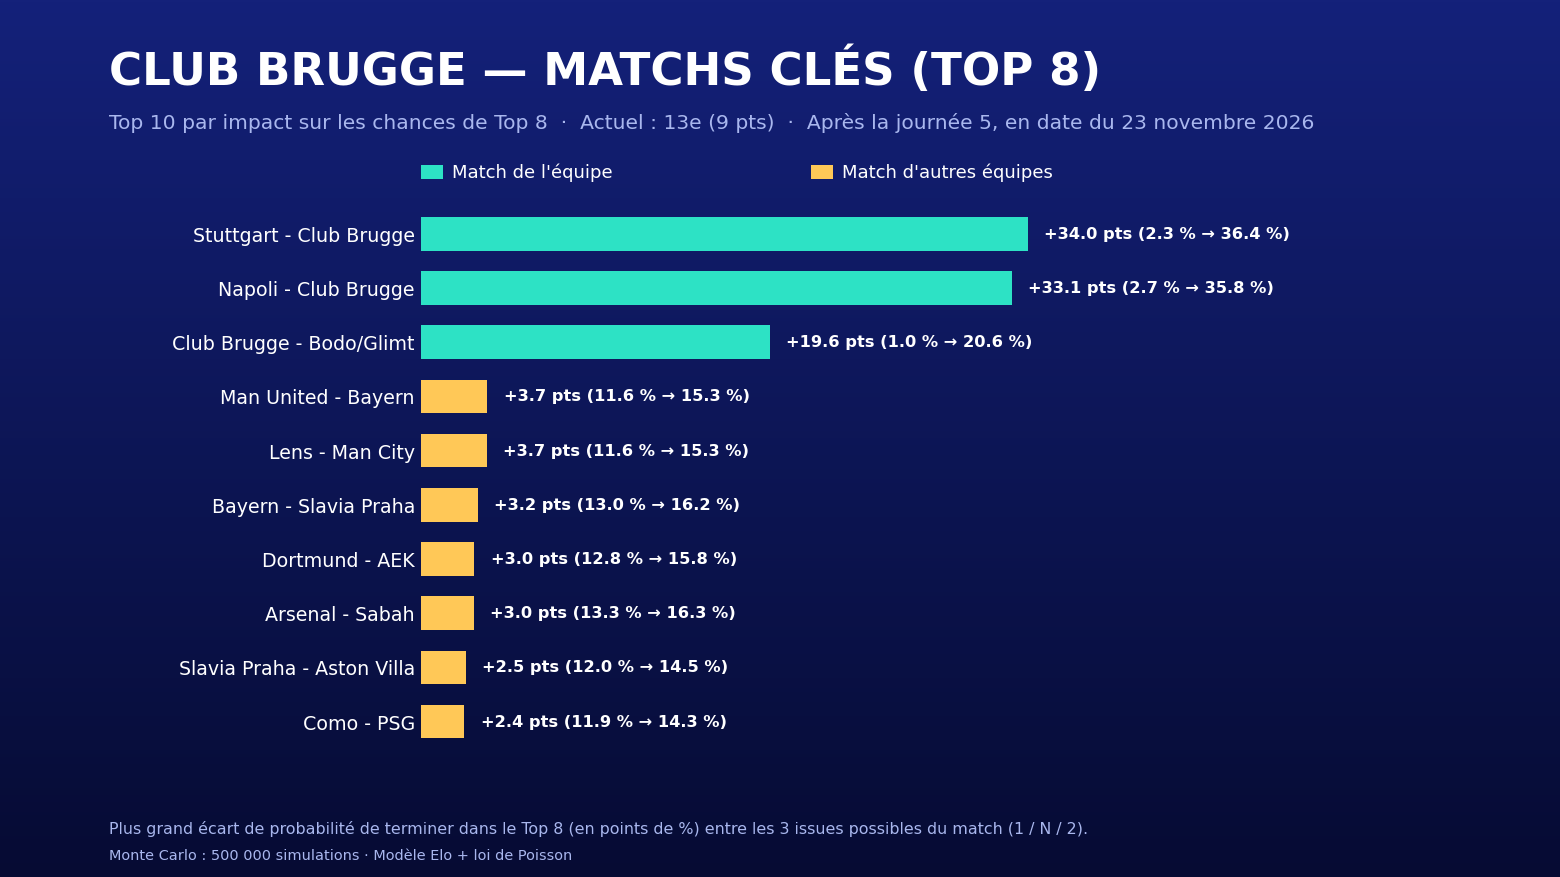 CLUB BRUGGE — MATCHS CLÉS (TOP 8)
Top 10 par impact sur les chances de Top 8 · Actuel : 13e (9 pts) · Après la journée 5, en date du 23 novembre 2026
Match de l'équipe Match d'autres équipes
Stuttgart - Club Brugge +34.0 pts (2.3 % → 36.4 %)
Napoli - Club Brugge +33.1 pts (2.7 % → 35.8 %)
Club Brugge - Bodo/Glimt +19.6 pts (1.0 % → 20.6 %)
Man United - Bayern +3.7 pts (11.6 % → 15.3 %)
Lens - Man City +3.7 pts (11.6 % → 15.3 %)
Bayern - Slavia Praha +3.2 pts (13.0 % → 16.2 %)
Dortmund - AEK +3.0 pts (12.8 % → 15.8 %)
Arsenal - Sabah +3.0 pts (13.3 % → 16.3 %)
Slavia Praha - Aston Villa +2.5 pts (12.0 % → 14.5 %)
Como - PSG +2.4 pts (11.9 % → 14.3 %)
Plus grand écart de probabilité de terminer dans le Top 8 (en points de %) entre les 3 issues possibles du match (1 / N / 2).
Monte Carlo : 500 000 simulations · Modèle Elo + loi de Poisson